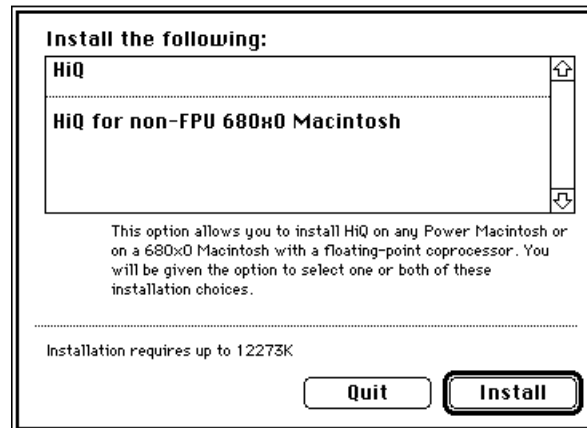 Install the following:
HiQ
HiQ for non-FPU 680x0 Macintosh
This option allows you to install HiQ on any Power Macintosh or
on a 680x0 Macintosh with a floating-point coprocessor. You
will be given the option to select one or both of these
installation choices.
Installation requires up to 12273K
Quit
Install